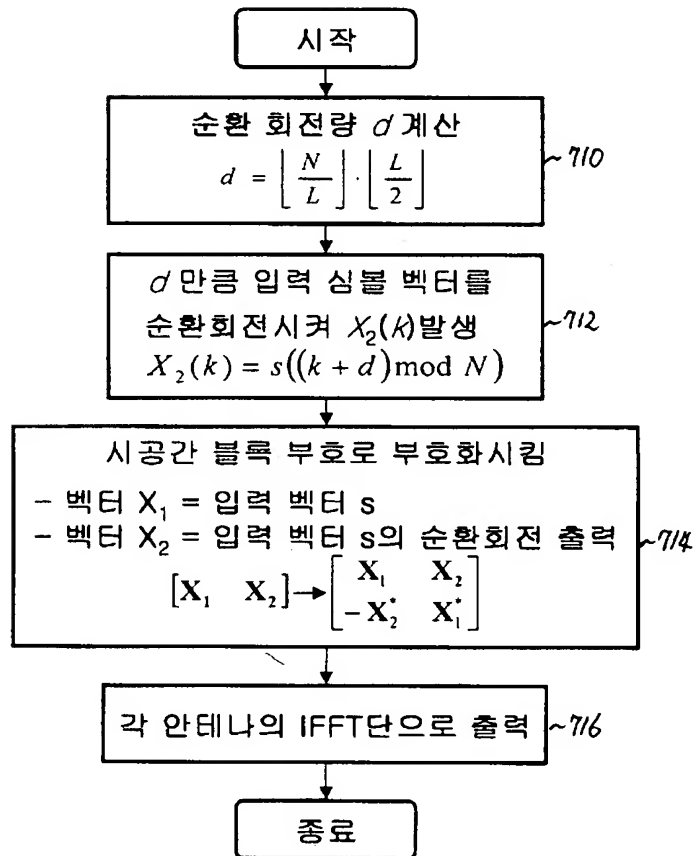 시작
순환 회전량 d 계산
d = ⌊N/L⌋ · ⌊L/2⌋
~710
d 만큼 입력 심볼 벡터를
순환회전시켜 X₂(k)발생
~712
X₂(k) = s((k + d) mod N)
시공간 블록 부호로 부호화시킴
- 벡터 X₁ = 입력 벡터 s
- 벡터 X₂ = 입력 벡터 s의 순환회전 출력
~714
[X₁ X₂] → [X₁ X₂
-X₂* X₁*]
각 안테나의 IFFT단으로 출력
~716
종료